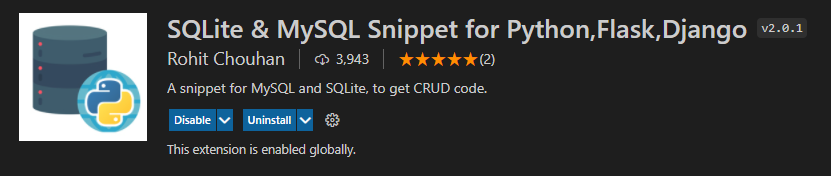 SQLite & MySQL Snippet for Python,Flask,Django v2.0.1
Rohit Chouhan 3,943 (2)
A snippet for MySQL and SQLite, to get CRUD code.
Disable Uninstall
This extension is enabled globally.